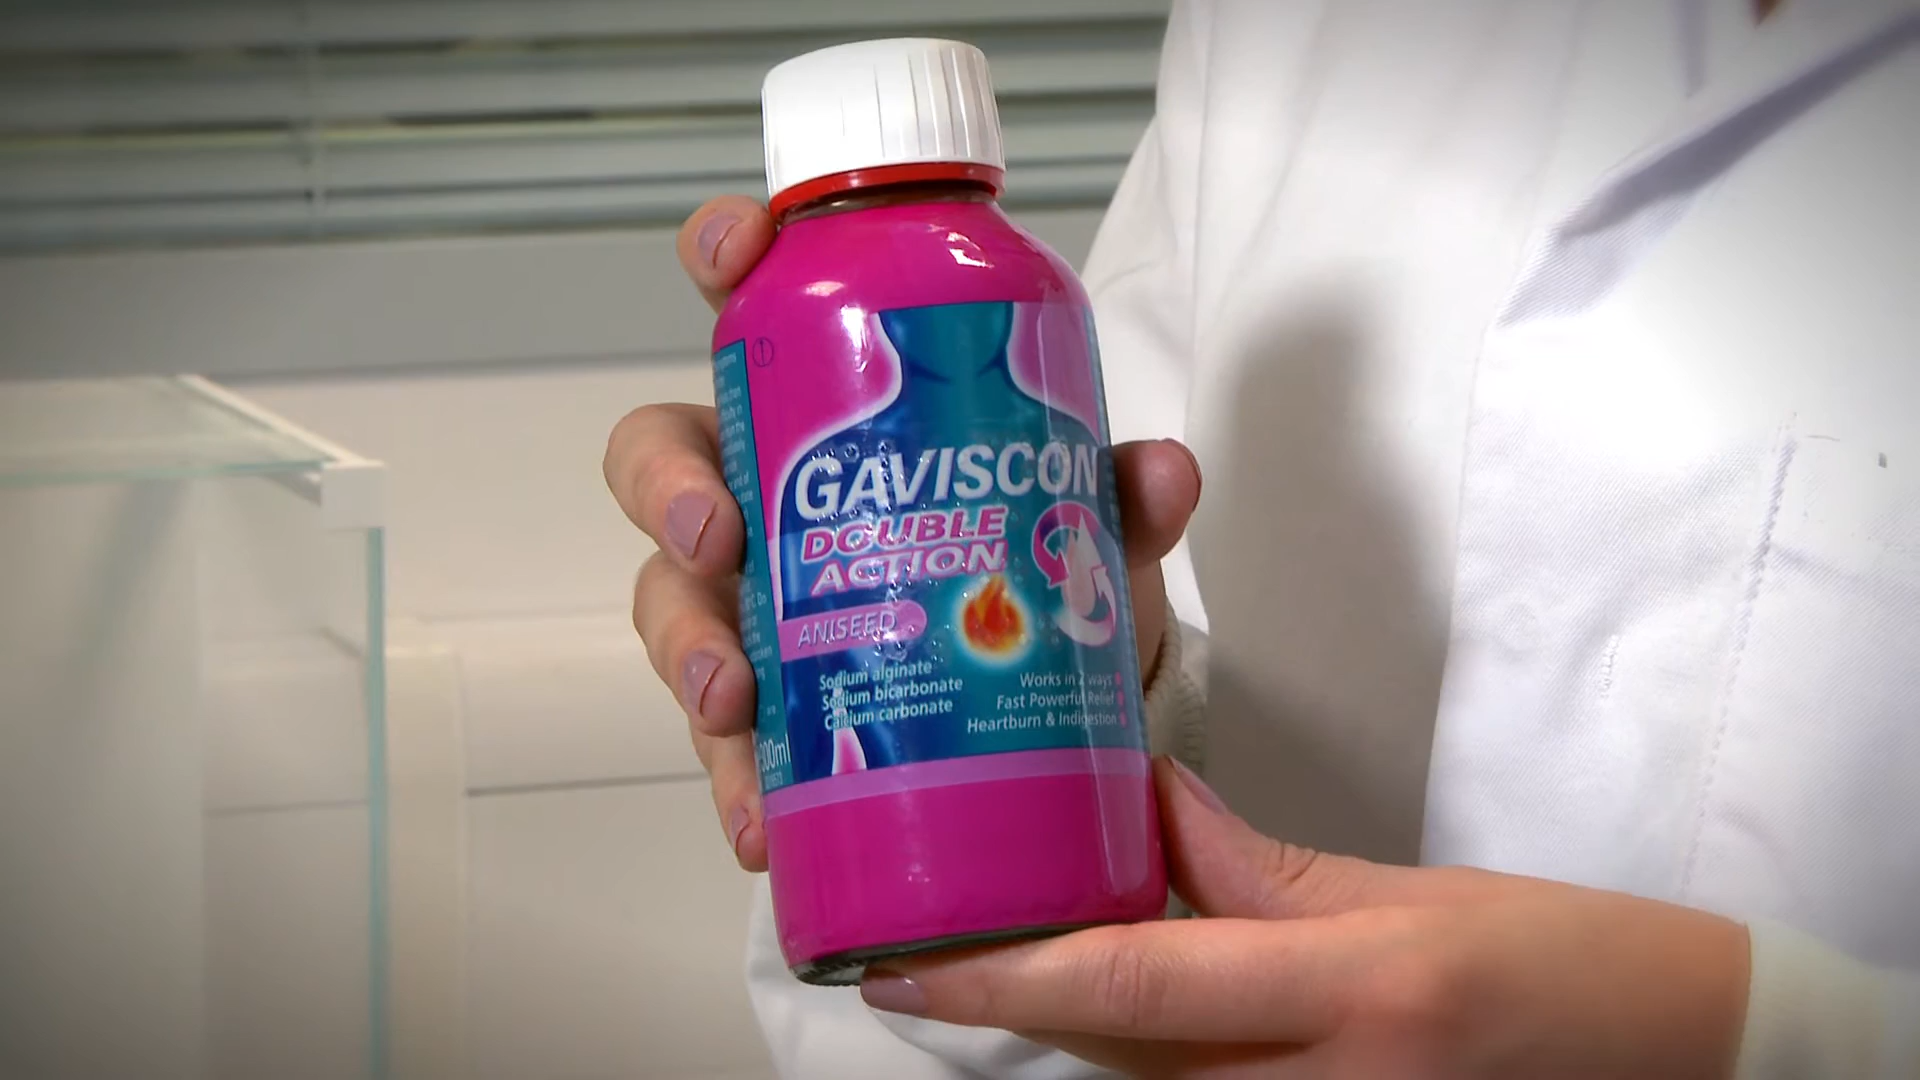 GAVISCON
DOUBLE
ACTION
ANISEED
Sodium alginate
Sodium bicarbonate
Calcium carbonate
Works in 2 ways
Fast Powerful Relief
Heartburn & Indigestion
300ml